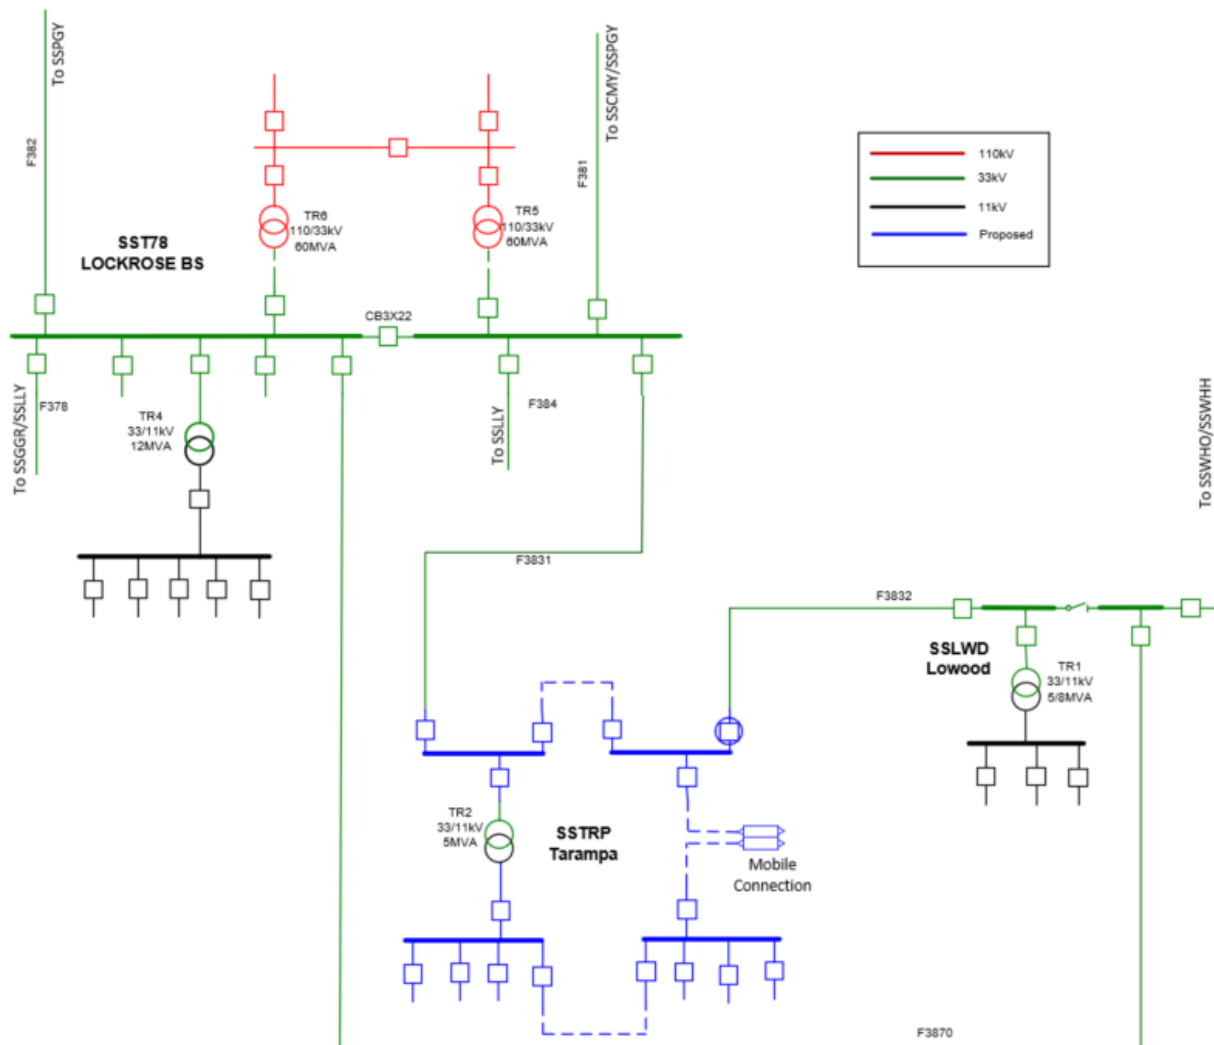 To SSPGY
F382
To SSCMY/SSPGY
F381
110kV
33kV
11kV
Proposed
TR6
110/33kV
60MVA
TR5
110/33kV
60MVA
SST78
LOCKROSE BS
CB3X22
To SSGGR/SSLLY
F378
TR4
33/11kV
12MVA
To SSLLY
F384
To SSWHO/SSWHH
F3831
F3832
SSLWD
Lowood
TR1
33/11kV
5/8MVA
TR2
33/11kV
5MVA
SSTRP
Tarampa
Mobile
Connection
F3870